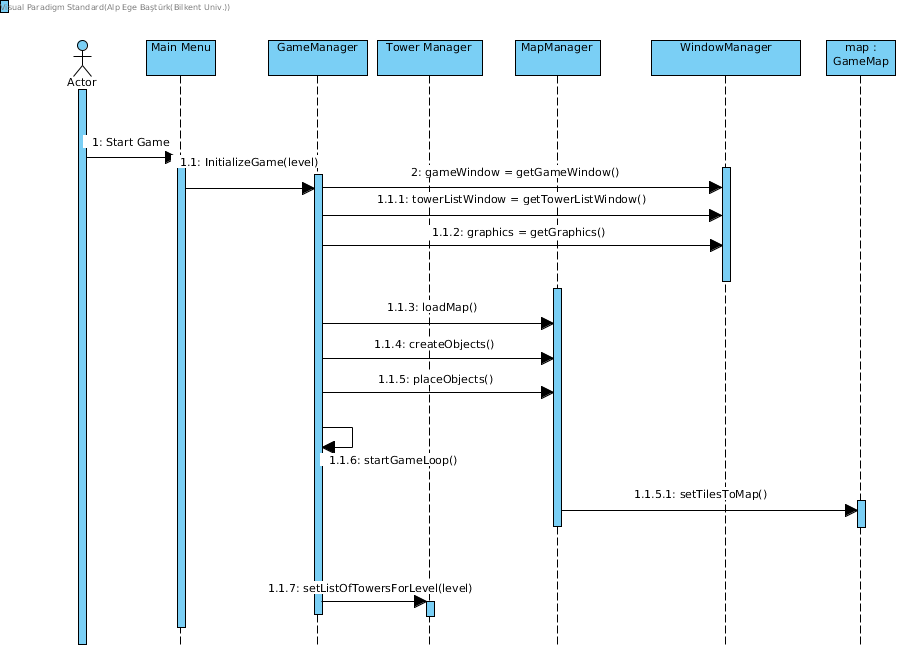 Visual Paradigm Standard(Alp Ege Baştürk(Bilkent Univ.))
Main Menu
GameManager
Tower Manager
MapManager
WindowManager
map :
GameMap
Actor
1: Start Game
1.1: InitializeGame(level)
2: gameWindow = getGameWindow()
1.1.1: towerListWindow = getTowerListWindow()
1.1.2: graphics = getGraphics()
1.1.3: loadMap()
1.1.4: createObjects()
1.1.5: placeObjects()
1.1.6: startGameLoop()
1.1.5.1: setTilesToMap()
1.1.7: setListOfTowersForLevel(level)